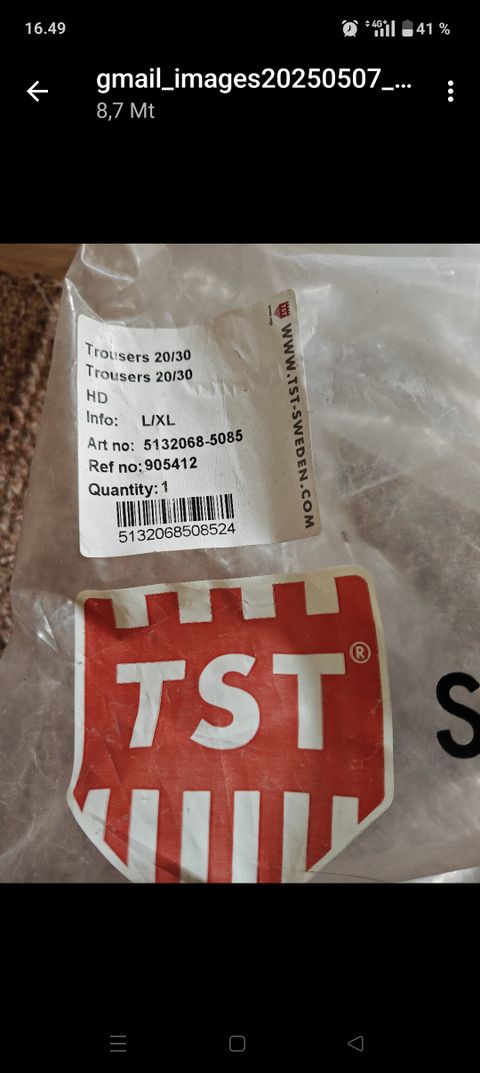 16.49
4G+
41 %
gmail_images20250507_...
8,7 Mt
Trousers 20/30
Trousers 20/30
HD
Info: L/XL
Art no: 5132068-5085
Ref no: 905412
Quantity: 1
5132068508524
WWW.TST-SWEDEN.COM
TST®
S